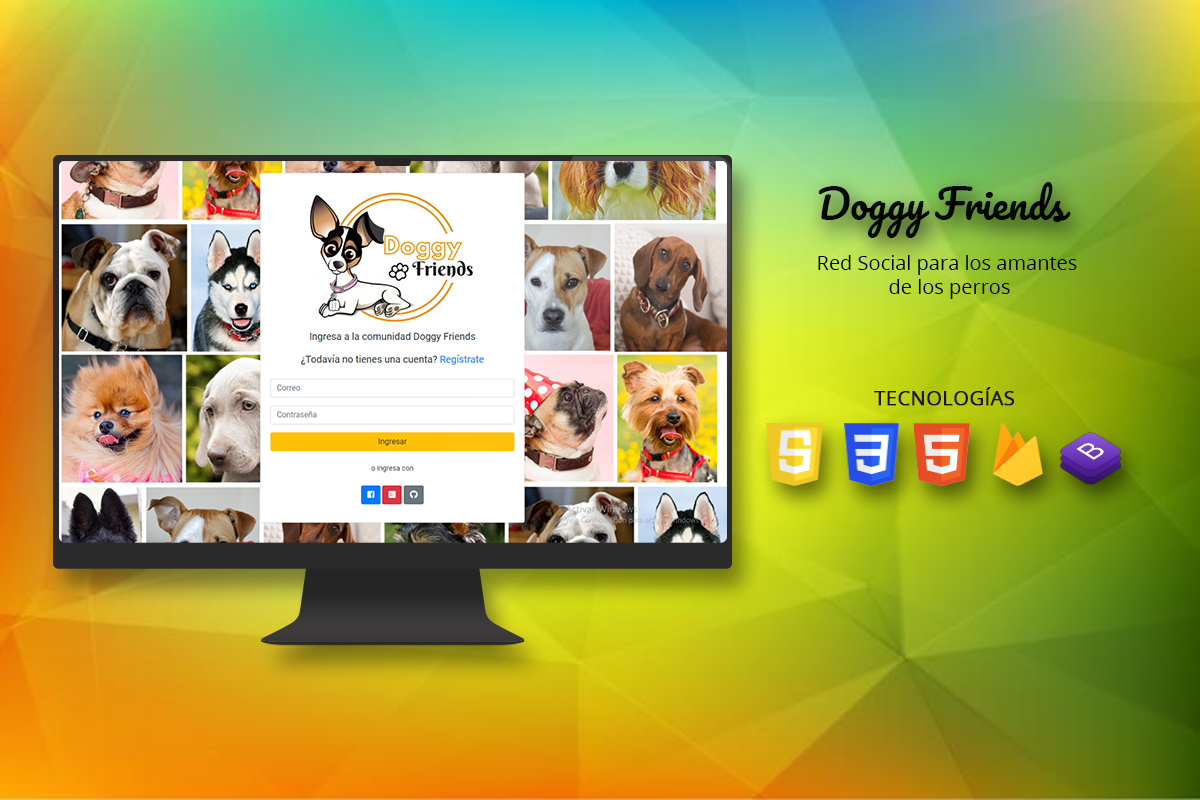 Doggy
Friends
Ingresa a la comunidad Doggy Friends
¿Todavía no tienes una cuenta? Regístrate
Correo
Contraseña
Ingresar
o ingresa con
Activar Windows
Doggy Friends
Red Social para los amantes
de los perros
TECNOLOGÍAS
5
3
5
B